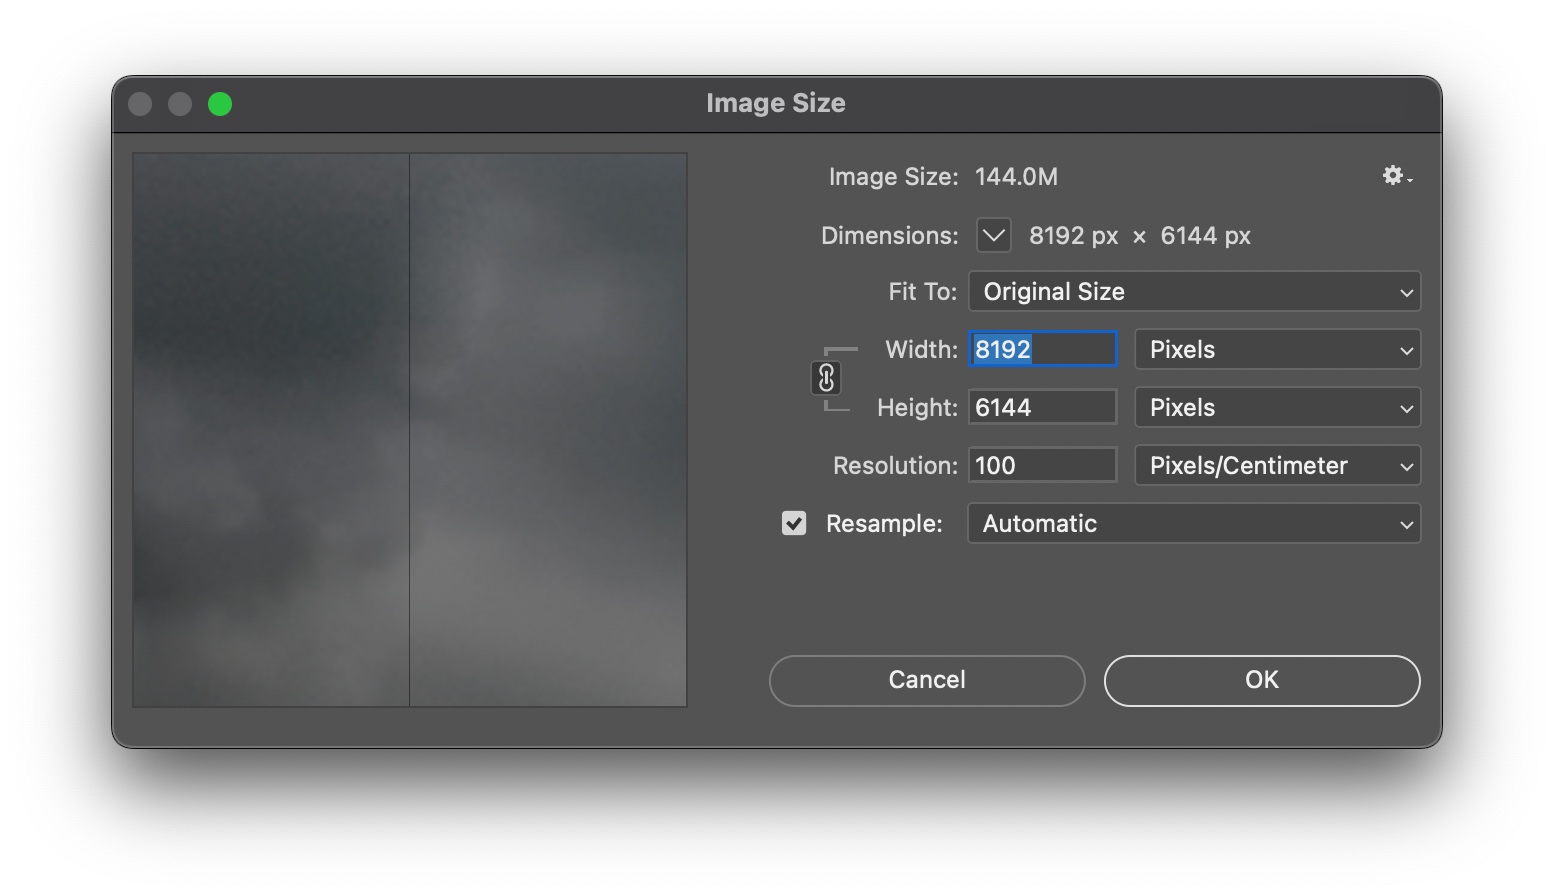 Image Size
Image Size: 144.0M
Dimensions: 8192 px × 6144 px
Fit To: Original Size
Width: 8192 Pixels
Height: 6144 Pixels
Resolution: 100 Pixels/Centimeter
Resample: Automatic
Cancel OK